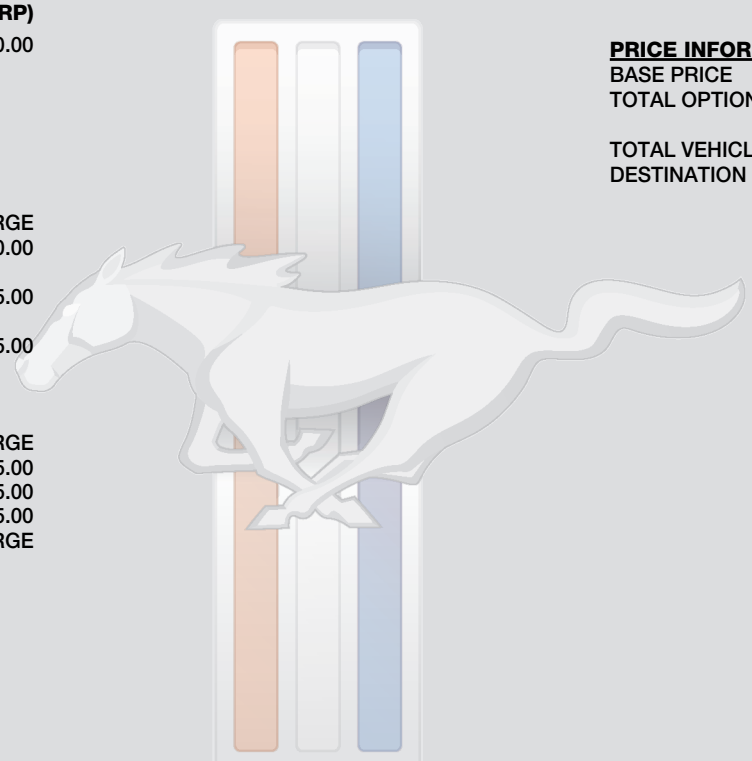 RP)
0.00
RGE
0.00
5.00
5.00
RGE
5.00
5.00
5.00
RGE
PRICE INFOR
BASE PRICE
TOTAL OPTION
TOTAL VEHICL
DESTINATION